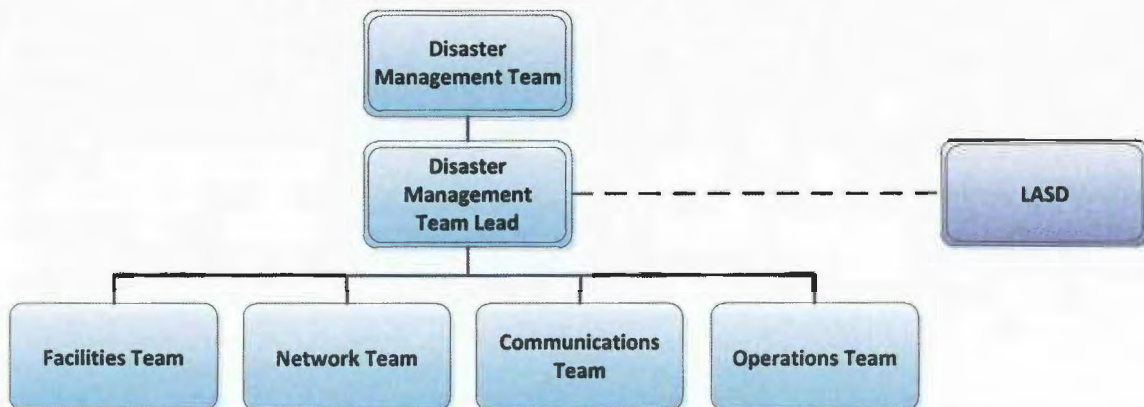 Disaster
Management Team
Disaster
Management
Team Lead
LASD
Facilities Team
Network Team
Communications
Team
Operations Team